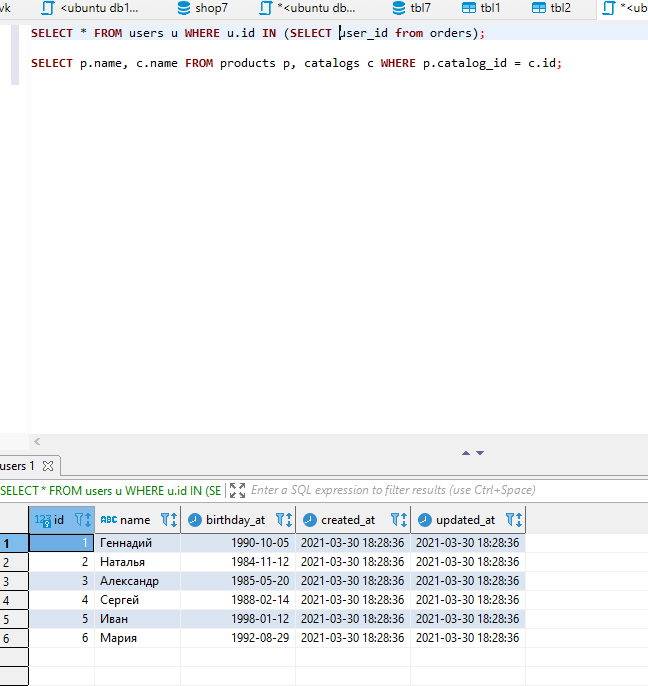 vk <ubuntu db1... shop7 *<ubuntu db... tbl7 tbl1 tbl2 *<ub
SELECT * FROM users u WHERE u.id IN (SELECT user_id from orders);
SELECT p.name, c.name FROM products p, catalogs c WHERE p.catalog_id = c.id;
users 1
SELECT * FROM users u WHERE u.id IN (SE Enter a SQL expression to filter results (use Ctrl+Space)
123 id ABC name birthday_at created_at updated_at
1 1 Геннадий 1990-10-05 2021-03-30 18:28:36 2021-03-30 18:28:36
2 2 Наталья 1984-11-12 2021-03-30 18:28:36 2021-03-30 18:28:36
3 3 Александр 1985-05-20 2021-03-30 18:28:36 2021-03-30 18:28:36
4 4 Сергей 1988-02-14 2021-03-30 18:28:36 2021-03-30 18:28:36
5 5 Иван 1998-01-12 2021-03-30 18:28:36 2021-03-30 18:28:36
6 6 Мария 1992-08-29 2021-03-30 18:28:36 2021-03-30 18:28:36